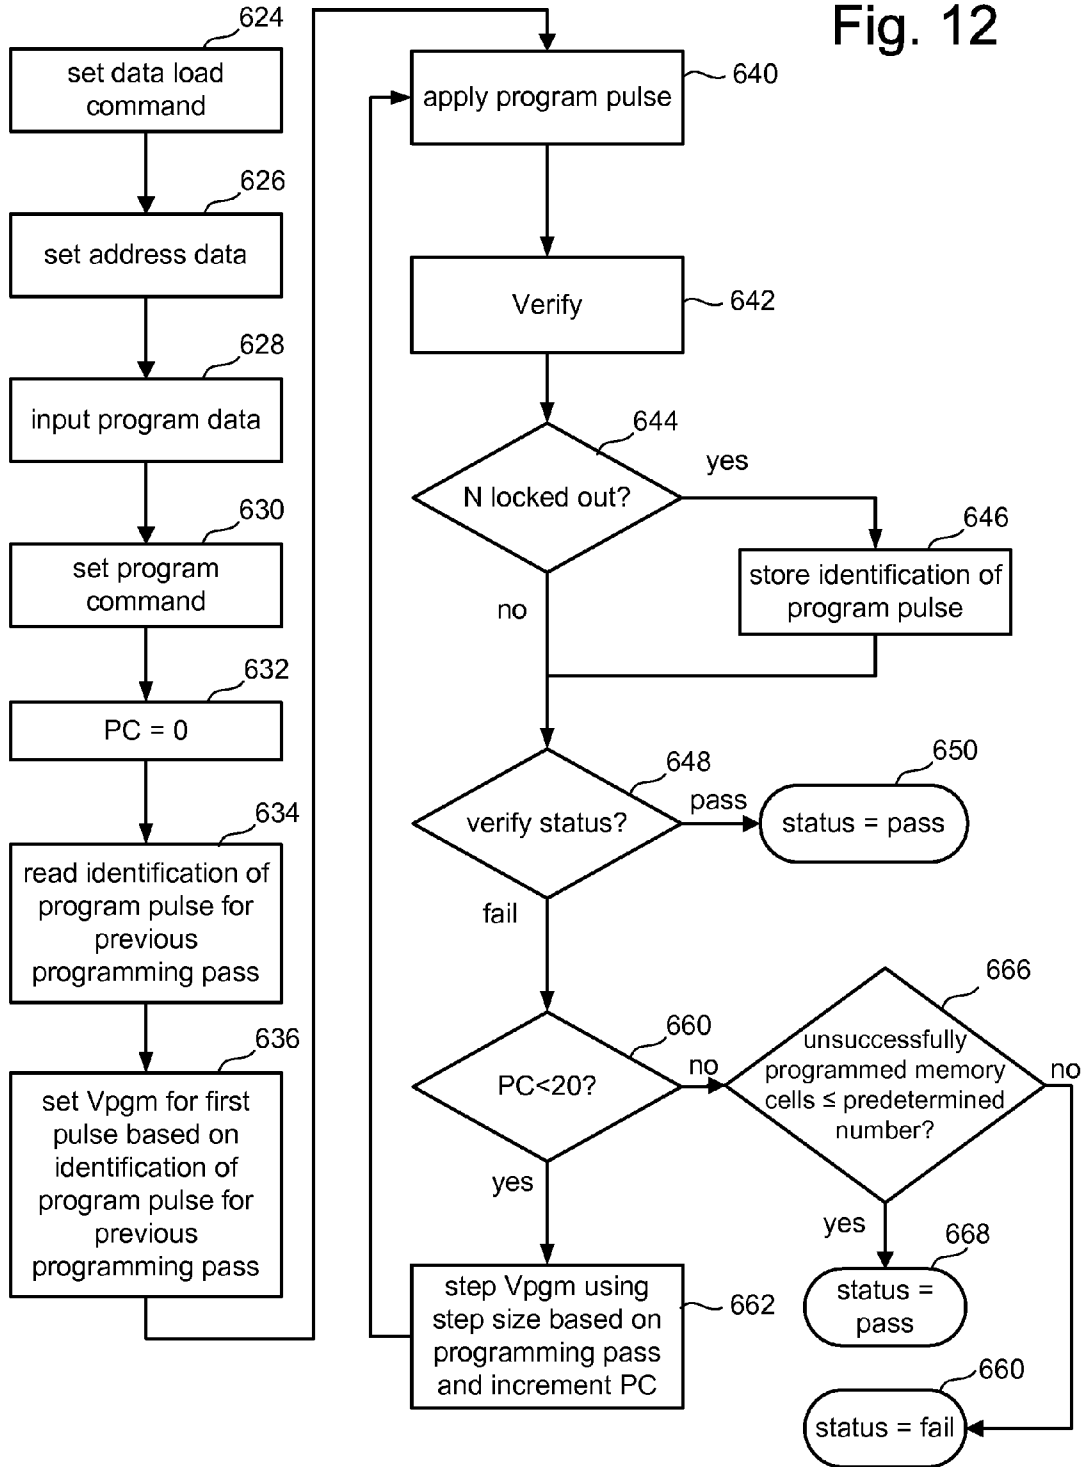 Fig. 12
624
set data load
command
626
set address data
628
input program data
630
set program
command
632
PC = 0
634
read identification of
program pulse for
previous
programming pass
636
set Vpgm for first
pulse based on
identification of
program pulse for
previous
programming pass
apply program pulse
640
Verify
642
644
N locked out?
yes
no
646
store identification of
program pulse
648
verify status?
pass
fail
650
status = pass
660
PC<20?
no
yes
666
unsuccessfully
programmed memory
cells ≤ predetermined
number?
no
yes
662
step Vpgm using
step size based on
programming pass
and increment PC
668
status =
pass
660
status = fail